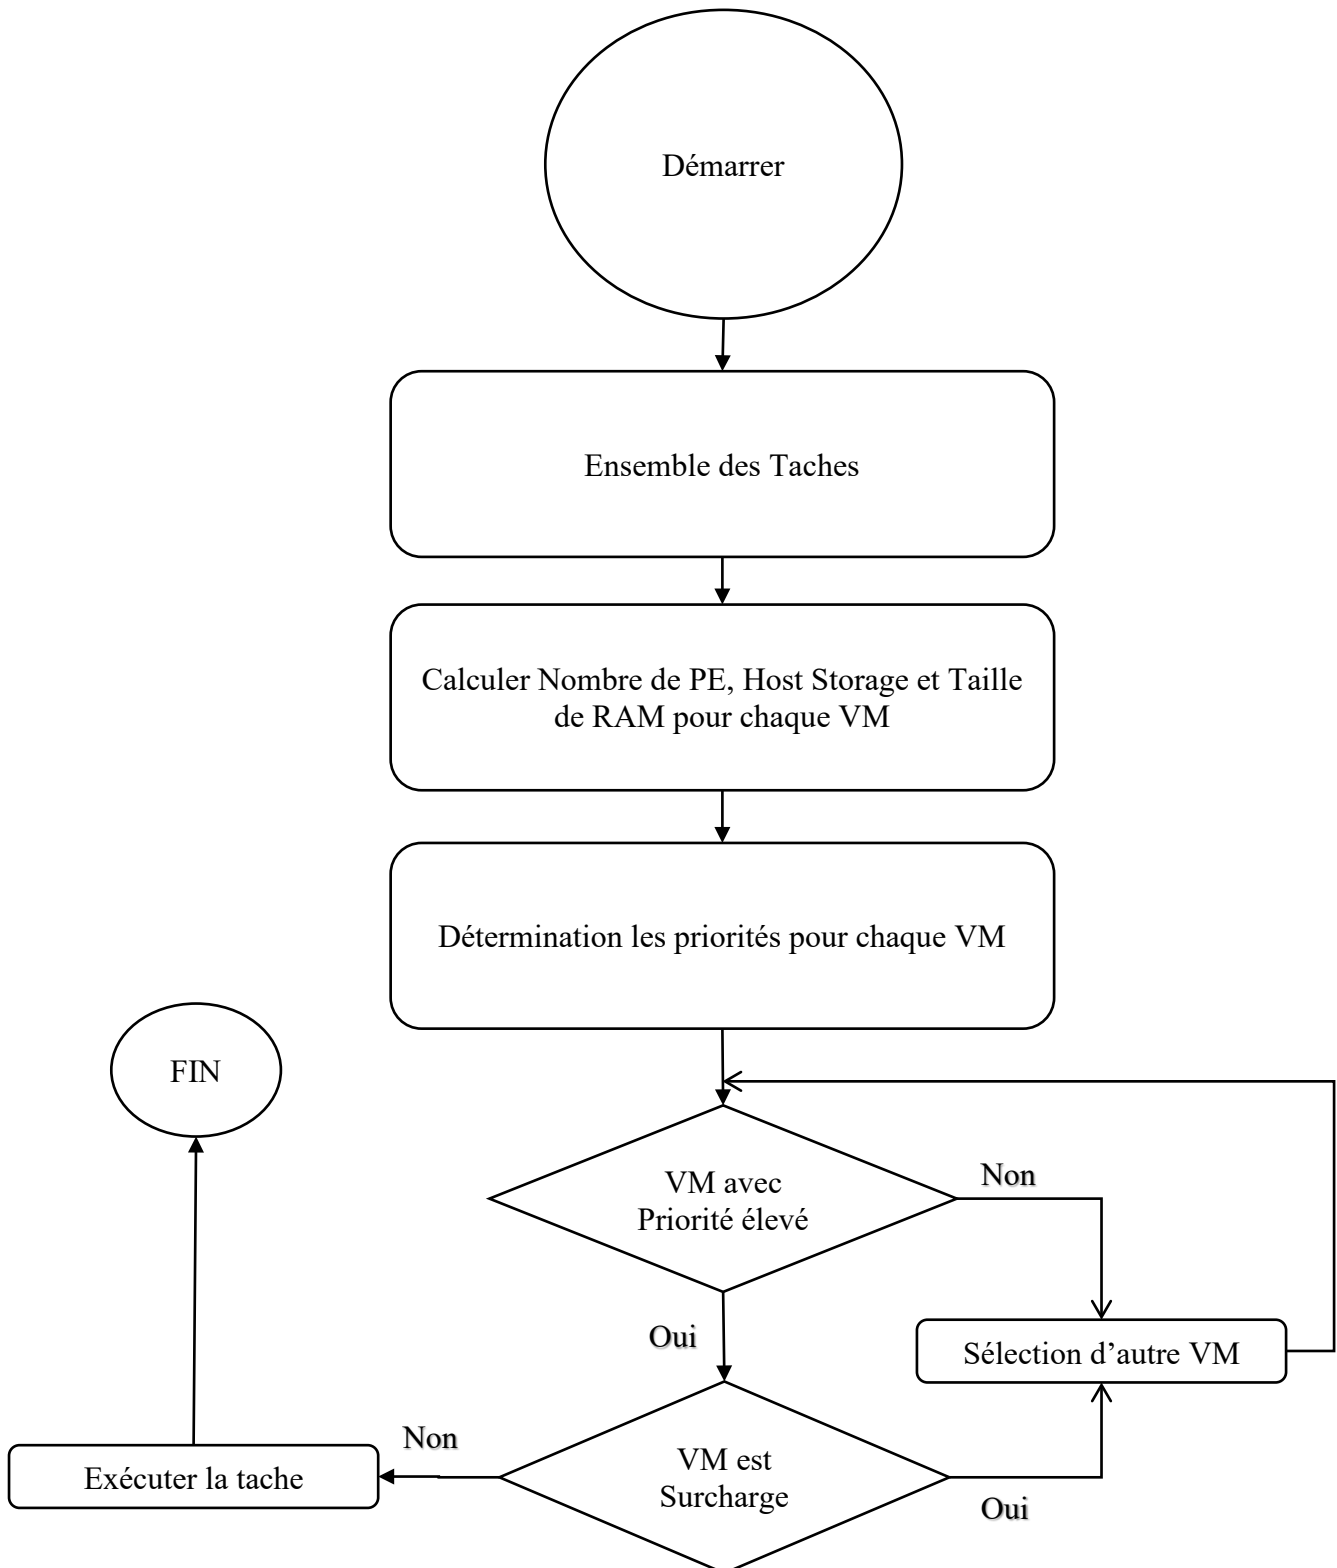 Démarrer
Ensemble des Taches
Calculer Nombre de PE, Host Storage et Taille
de RAM pour chaque VM
Détermination les priorités pour chaque VM
FIN
VM avec
Priorité élevé
Non
Oui
Sélection d’autre VM
VM est
Surcharge
Non
Oui
Exécuter la tache